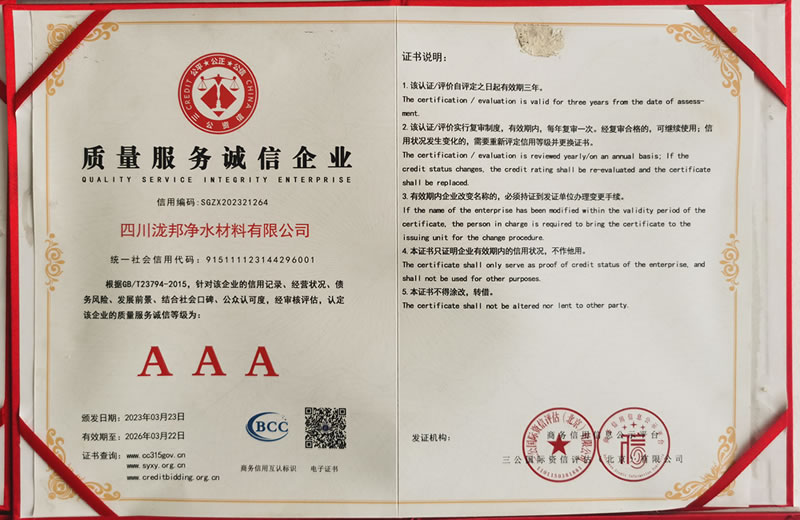 公平★公正★公信
CREDIT CHINA
三公资信
质量服务诚信企业
QUALITY SERVICE INTEGRITY ENTERPRISE
信用编码:SGZX202321264
四川泷邦净水材料有限公司
统一社会信用代码: 915111123144296001
根据GB/T23794-2015, 针对该企业的信用记录、经营状况、债
务风险、发展前景、结合社会口碑、公众认可度, 经审核评估, 认定
该企业的质量服务诚信等级为:
AAA
颁发日期: 2023年03月23日
有效期至: 2026年03月22日
证书查询: www.cc315gov.cn
www.syxy.org.cn
www.creditbidding.org.cn
BCC
商务信用互认标识
电子证书
证书说明:
1. 该认证/评价自评定之日起有效期三年。
The certification / evaluation is valid for three years from the date of assess-
ment.
2. 该认证/评价实行复审制度, 有效期内, 每年复审一次。经复审合格的, 可继续使用; 信
用状况发生变化的, 需要重新评定信用等级并更换证书。
The certification / evaluation is reviewed yearly/on an annual basis; If the
credit status changes, the credit rating shall be re-evaluated and the certificate
shall be replaced.
3. 有效期内企业改变名称的, 必须持证到发证单位办理变更手续。
If the name of the enterprise has been modified within the validity period of the
certificate, the person in charge is required to bring the certificate to the
issuing unit for the change procedure.
4. 本证书只证明企业有效期内的信用状况, 不作他用。
The certificate shall only serve as proof of credit status of the enterprise, and
shall not be used for other purposes.
5. 本证书不得涂改, 转借。
The certificate shall not be altered nor lent to other party.
发证机构:
商务信用信息公示平台
三公国际资信评估(北京)有限公司